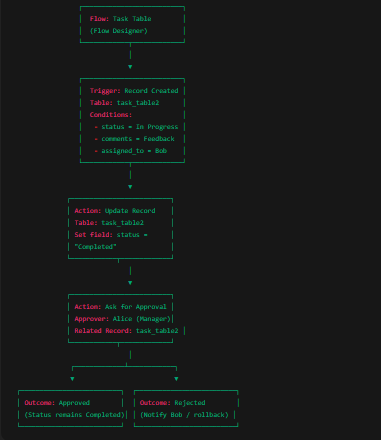 Flow: Task Table
(Flow Designer)
Trigger: Record Created
Table: task_table2
Conditions:
- status = In Progress
- comments = Feedback
- assigned_to = Bob
Action: Update Record
Table: task_table2
Set field: status =
"Completed"
Action: Ask for Approval
Approver: Alice (Manager)
Related Record: task_table2
Outcome: Approved
(Status remains Completed)
Outcome: Rejected
(Notify Bob / rollback)